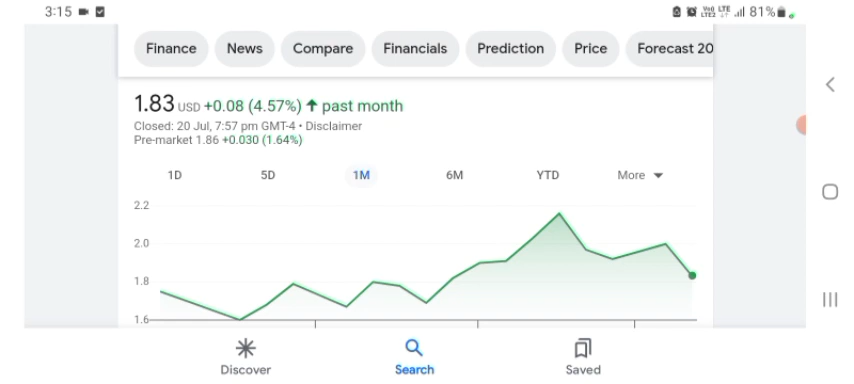 3:15 81%
Finance News Compare Financials Prediction Price Forecast 20
1.83 USD +0.08 (4.57%) ↑ past month
Closed: 20 Jul, 7:57 pm GMT-4 • Disclaimer
Pre-market 1.86 +0.030 (1.64%)
1D 5D 1M 6M YTD More
2.2
2.0
1.8
1.6
Discover Search Saved